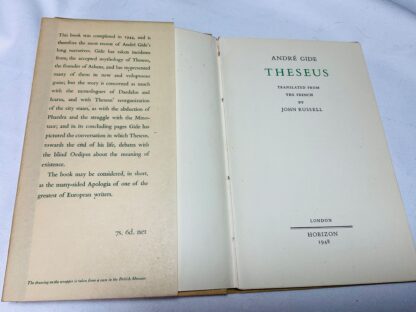 This book was completed in 1944, and is
therefore the most recent of André Gide's
long narratives. Gide has taken incidents
from the accepted mythology of Theseus,
the founder of Athens, and has represented
many of them in new and voluptuous
guise; but the story is concerned as much
with the monologues of Daedalus and
Icarus, and with Theseus' reorganization
of the city states, as with the abduction of
Phaedra and the struggle with the Mino-
taur; and in its concluding pages Gide has
pictured the conversation in which Theseus,
towards the end of his life, debates with
the blind Oedipus about the meaning of
existence.
The book may be considered, in short,
as the many-sided Apologia of one of the
greatest of European writers.
7s. 6d. net
The drawing on the wrapper is taken from a vase in the British Museum.
ANDRÉ GIDE
THESEUS
TRANSLATED FROM
THE FRENCH
BY
JOHN RUSSELL
LONDON
HORIZON
1948